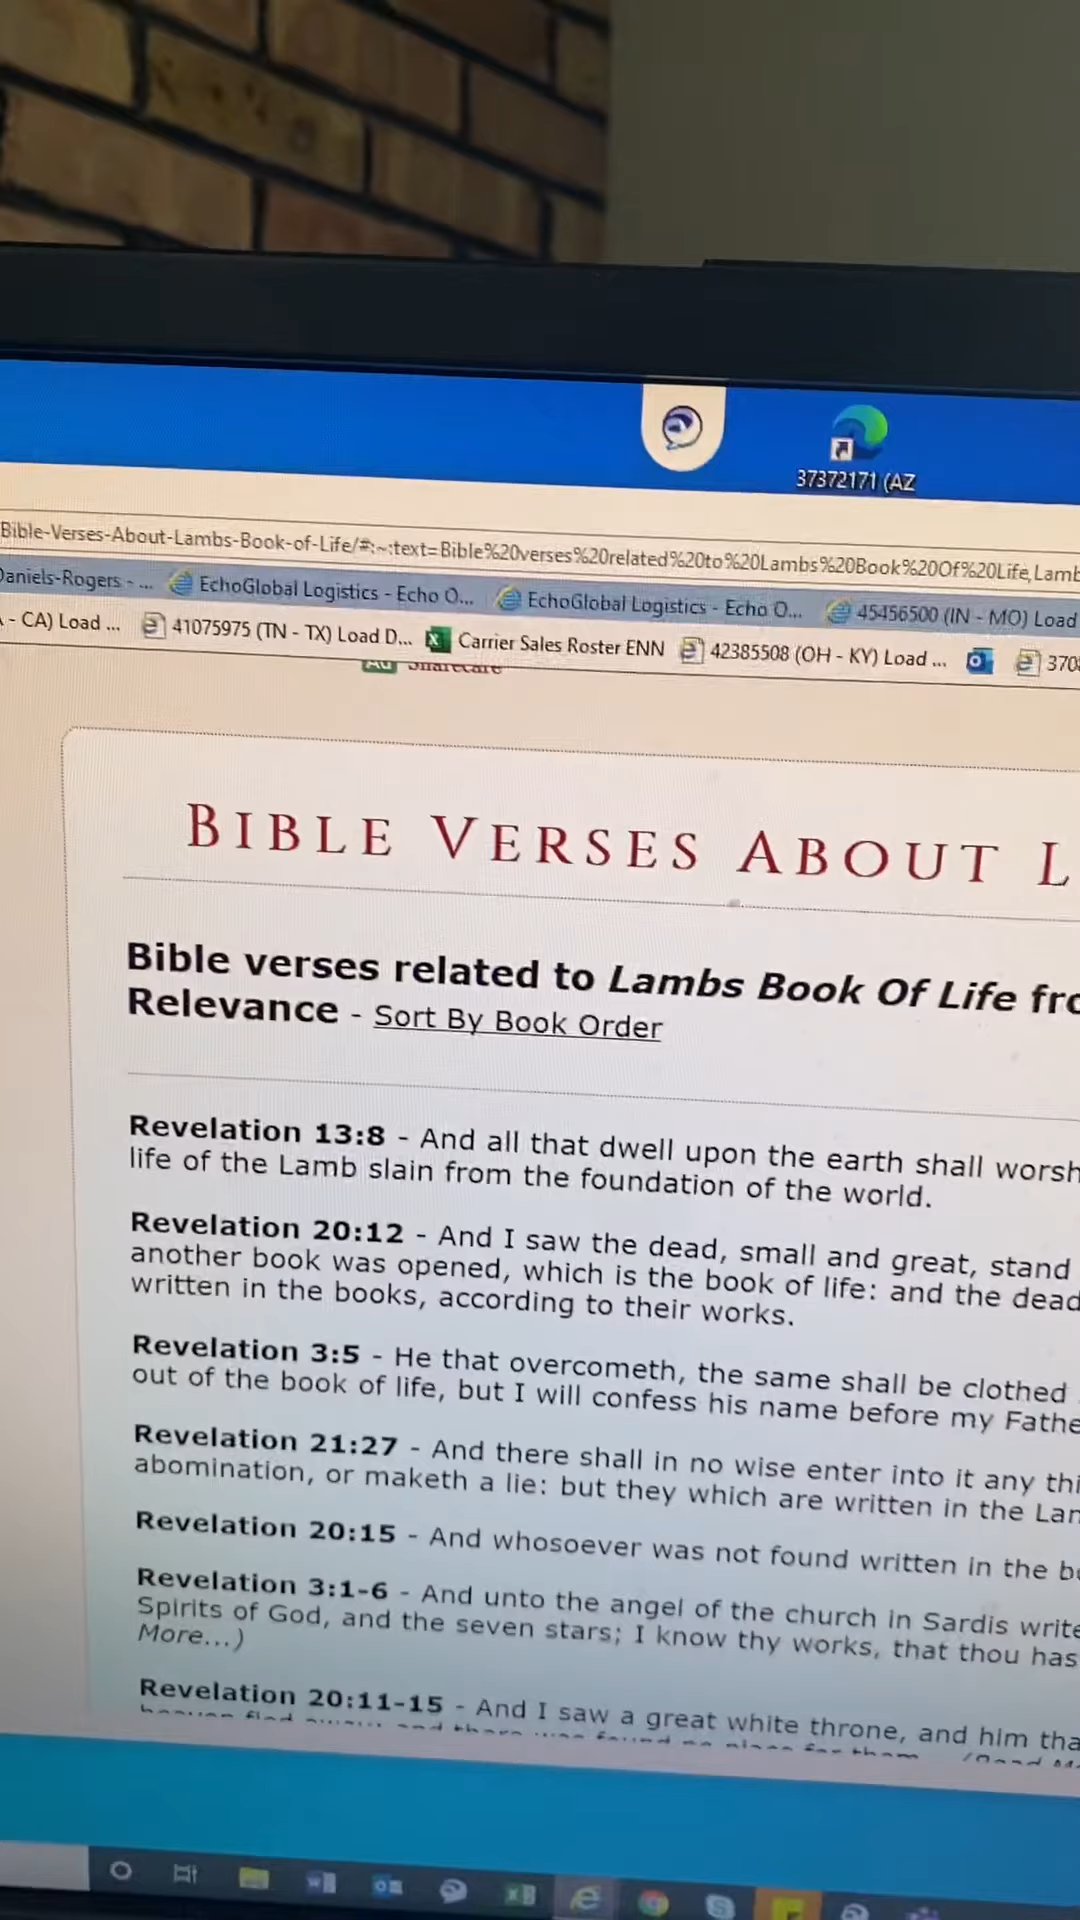 37372171 (AZ
Bible-Verses-About-Lambs-Book-of-Life/#:~:text=Bible%20verses%20related%20to%20Lambs%20Book%20Of%20Life,Lamb
Daniels-Rogers - ... EchoGlobal Logistics - Echo O... EchoGlobal Logistics - Echo O... 45456500 (IN - MO) Load
- CA) Load ... 41075975 (TN - TX) Load D... Carrier Sales Roster ENN 42385508 (OH - KY) Load ... 370
Ad Sharecare
BIBLE VERSES ABOUT L
Bible verses related to Lambs Book Of Life fro
Relevance - Sort By Book Order
Revelation 13:8 - And all that dwell upon the earth shall worsh
life of the Lamb slain from the foundation of the world.
Revelation 20:12 - And I saw the dead, small and great, stand
another book was opened, which is the book of life: and the dead
written in the books, according to their works.
Revelation 3:5 - He that overcometh, the same shall be clothed
out of the book of life, but I will confess his name before my Fathe
Revelation 21:27 - And there shall in no wise enter into it any thi
abomination, or maketh a lie: but they which are written in the Lam
Revelation 20:15 - And whosoever was not found written in the bo
Revelation 3:1-6 - And unto the angel of the church in Sardis write
Spirits of God, and the seven stars; I know thy works, that thou has
More...)
Revelation 20:11-15 - And I saw a great white throne, and him tha